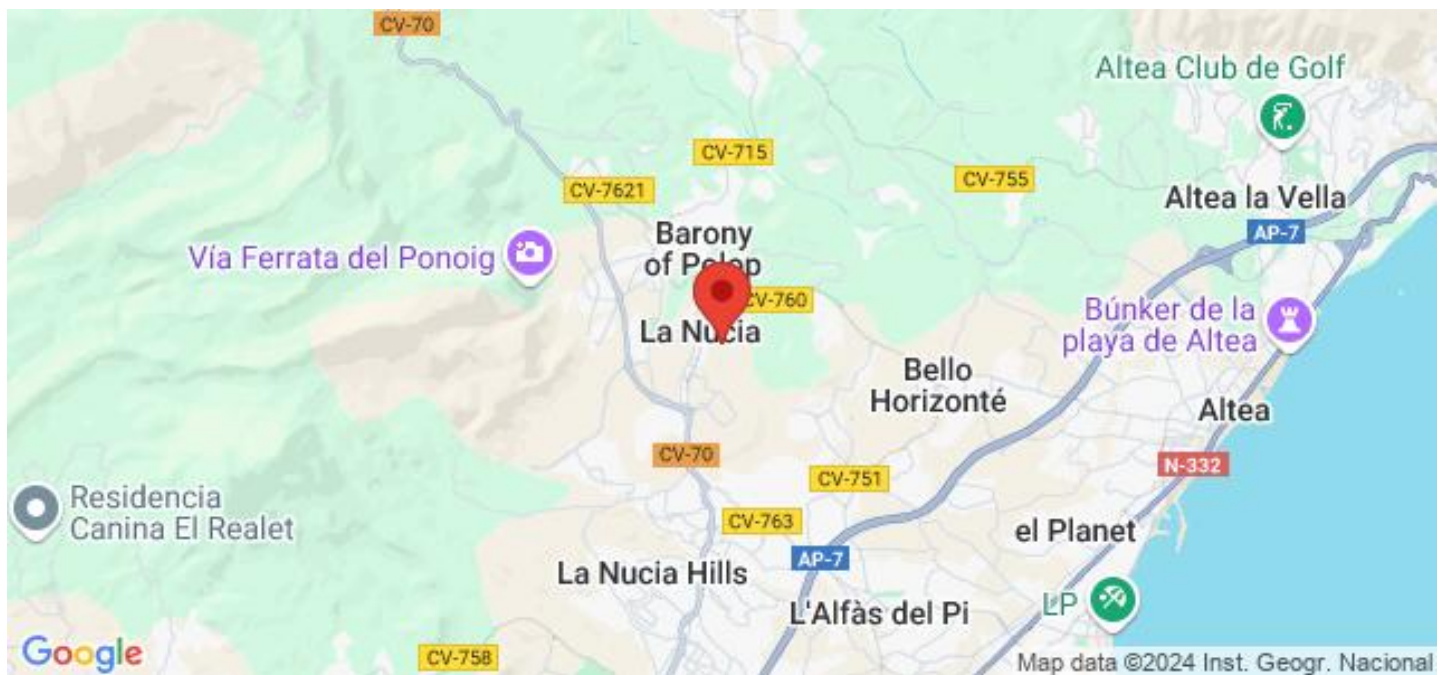 CV-70
Altea Club de Golf
CV-715
CV-755
CV-7621
Altea la Vella
Barony
of Polop
AP-7
Vía Ferrata del Ponoig
CV-760
La Nucia
Búnker de la
playa de Altea
Bello
Horizonté
Altea
CV-70
N-332
CV-751
Residencia
Canina El Realet
CV-763
el Planet
AP-7
La Nucia Hills
L'Alfàs del Pi
LP
Google
CV-758
Map data ©2024 Inst. Geogr. Nacional